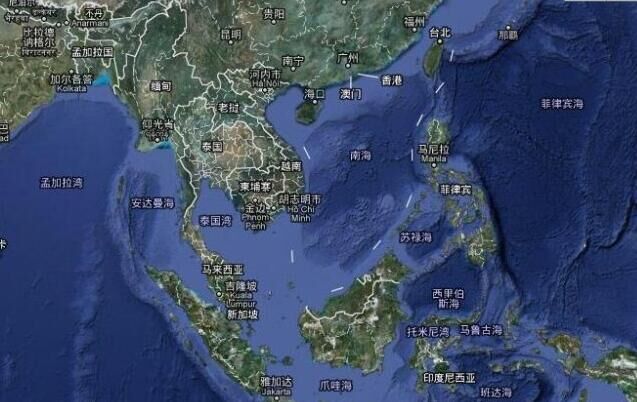 不丹
Anarmani
孟加拉国
加尔各答
Kolkata
贵阳
昆明
福州
台北
那霸
南宁
广州
香港
澳门
河内市
Hà Nội
海口
缅甸
老挝
仰光省
泰国
越南
南海
马尼拉
Manila
菲律宾海
孟加拉湾
安达曼海
柬埔寨
金边
Phnom
Penh
胡志明市
Hồ Chí
Minh
泰国湾
菲律宾
苏禄海
马来西亚
吉隆坡
Kuala
Lumpur
新加坡
西里伯
斯海
托米尼湾
马鲁古海
印度尼西亚
雅加达
Jakarta
爪哇海
班达海